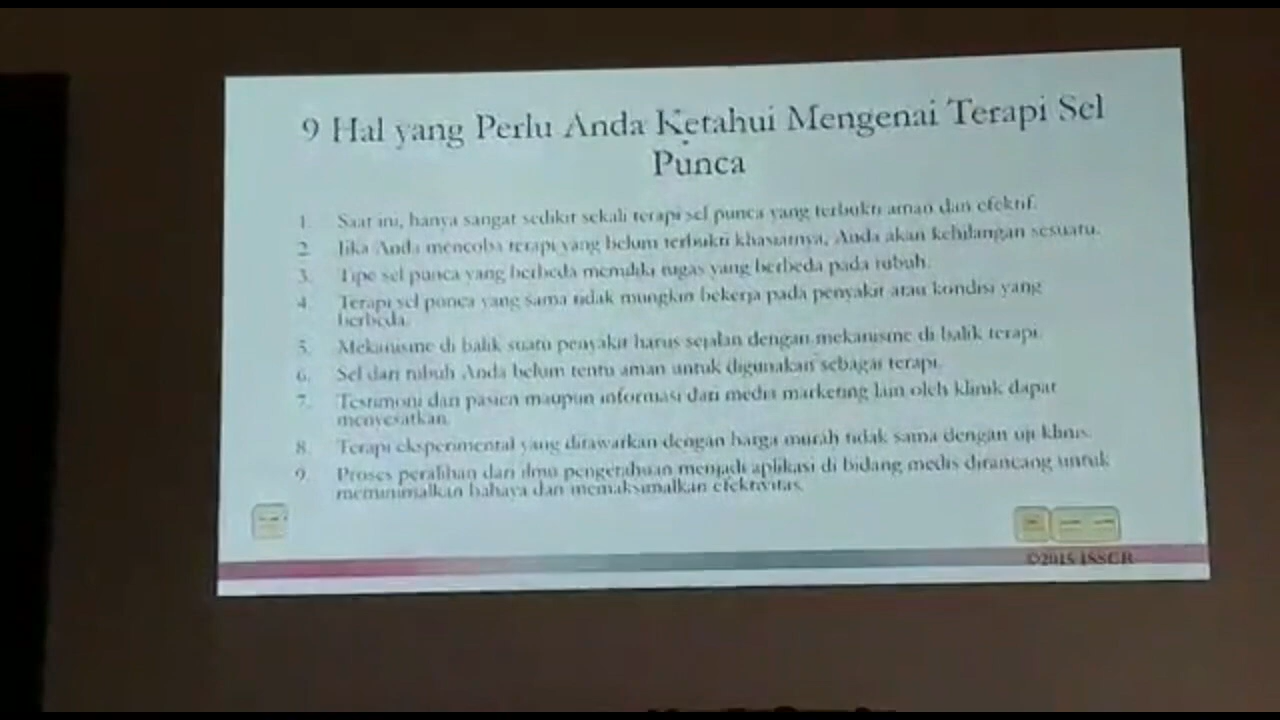 9 Hal yang Perlu Anda Ketahui Mengenai Terapi Sel
Punca
1. Saat ini, hanya sangat sedikit sekali terapi sel punca yang terbukti aman dan efektif.
2. Jika Anda mencoba terapi yang belum terbukti khasiatnya, Anda akan kehilangan sesuatu.
3. Tipe sel punca yang berbeda memiliki tugas yang berbeda pada tubuh.
4. Terapi sel punca yang sama tidak mungkin bekerja pada penyakit atau kondisi yang
berbeda.
5. Mekanisme di balik suatu penyakit harus sejalan dengan mekanisme di balik terapi.
6. Sel dari tubuh Anda belum tentu aman untuk digunakan sebagai terapi.
7. Testimoni dari pasien maupun informasi dari media marketing lain oleh klinik dapat
menyesatkan.
8. Terapi eksperimental yang ditawarkan dengan harga murah tidak sama dengan uji klinis.
9. Proses peralihan dari ilmu pengetahuan menjadi aplikasi di bidang medis dirancang untuk
meminimalkan bahaya dan memaksimalkan efektivitas.
©2015 ISSCR